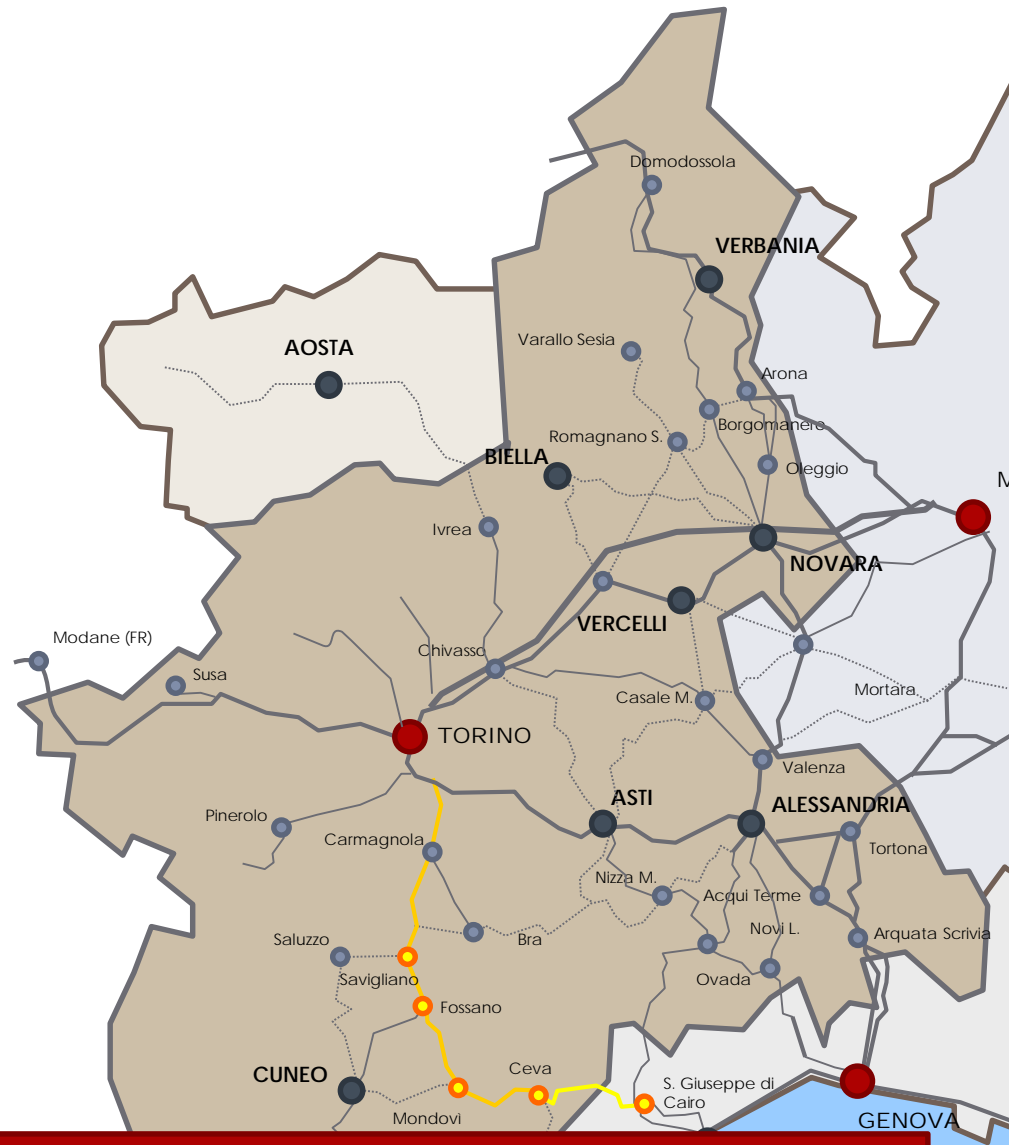 Domodossola
VERBANIA
Varallo Sesia
AOSTA
Arona
Borgomanero
Romagnano S.
BIELLA
Oleggio
M
Ivrea
NOVARA
VERCELLI
Modane (FR)
Chivasso
Susa
Casale M.
Mortara
TORINO
Valenza
ASTI
ALESSANDRIA
Pinerolo
Carmagnola
Tortona
Nizza M.
Acqui Terme
Novi L.
Saluzzo
Bra
Arquata Scrivia
Savigliano
Ovada
Fossano
CUNEO
Ceva
S. Giuseppe di
Cairo
Mondovì
GENOVA